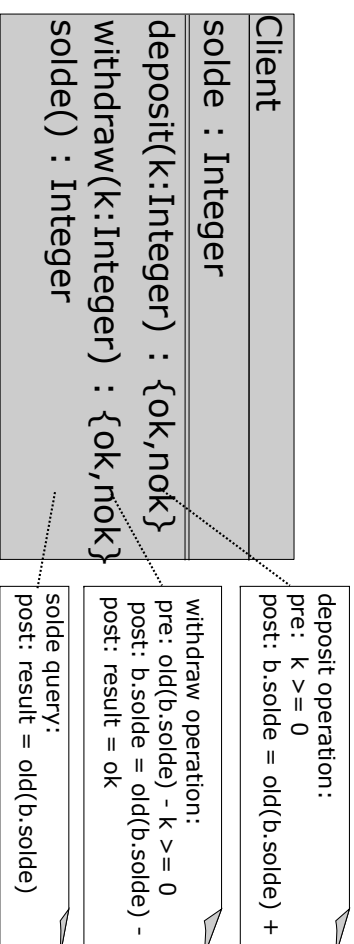 Client
solde : Integer
deposit(k:Integer) : {ok,nok}
withdraw(k:Integer) : {ok,nok}
solde() : Integer
deposit operation:
pre:  k >= 0
post: b.solde = old(b.solde) +
withdraw operation:
pre: old(b.solde) - k >= 0
post: b.solde = old(b.solde) -
post: result = ok
solde query:
post: result = old(b.solde)